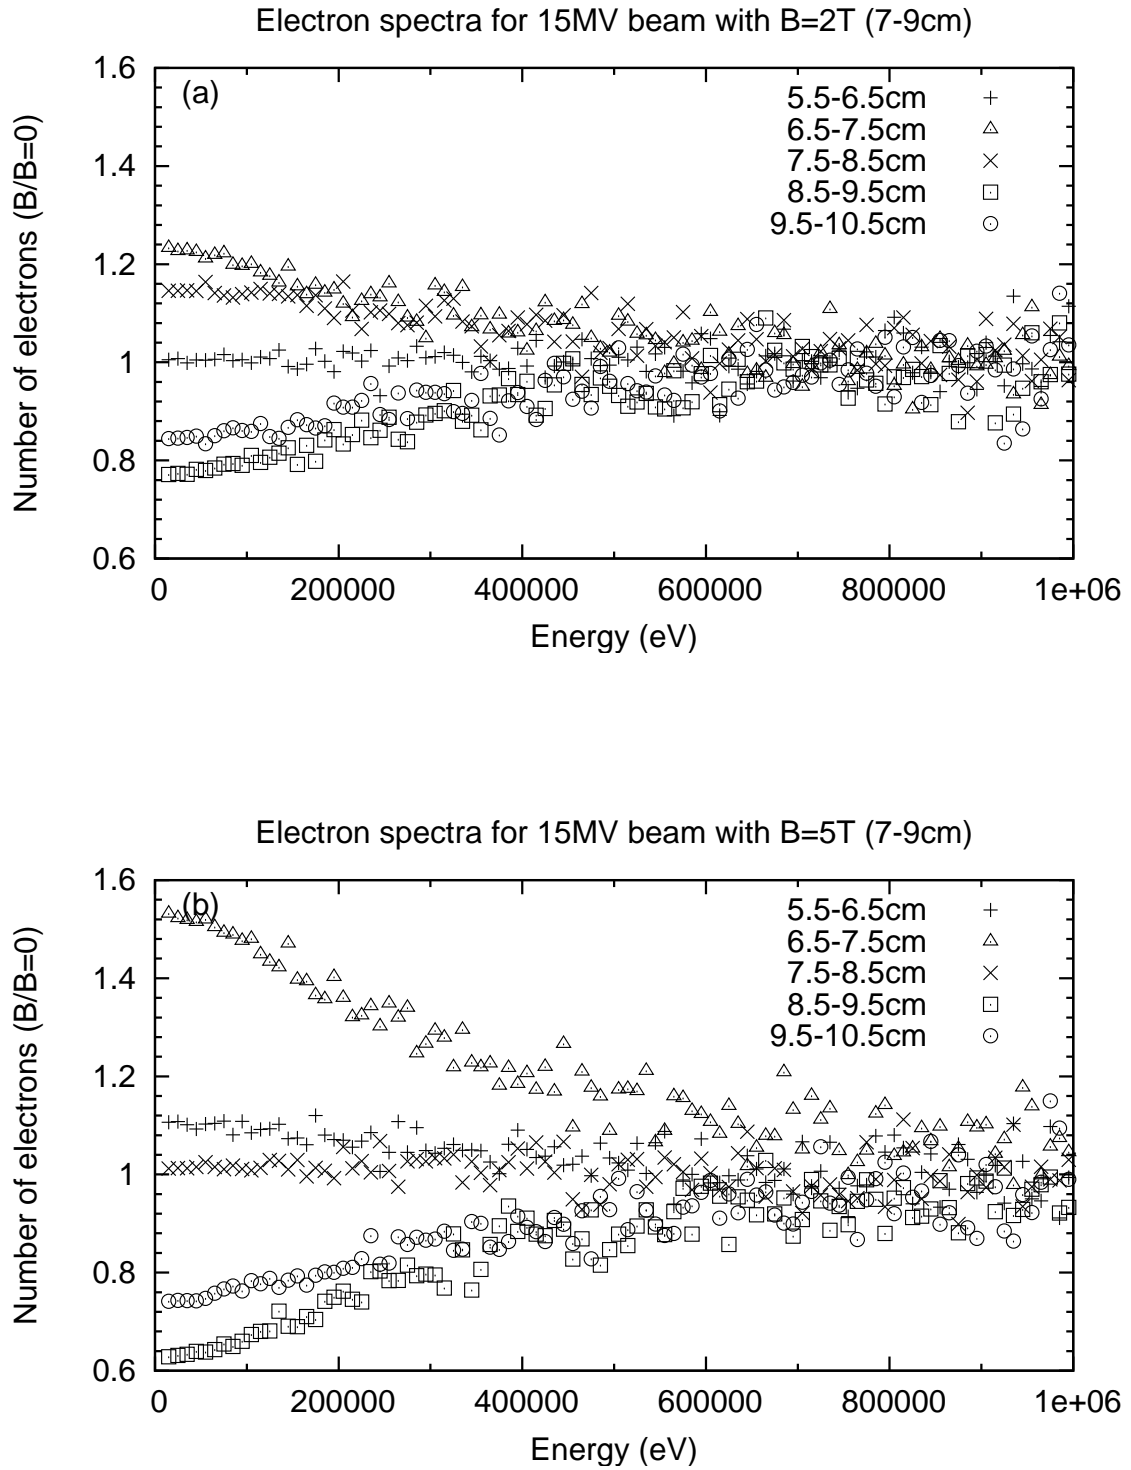 Electron spectra for 15MV beam with B=2T (7-9cm)
1.6
(a)
5.5-6.5cm
6.5-7.5cm
7.5-8.5cm
8.5-9.5cm
9.5-10.5cm
1.4
1.2
1
0.8
0.6
Number of electrons (B/B=0)
0 200000 400000 600000 800000 1e+06
Energy (eV)
Electron spectra for 15MV beam with B=5T (7-9cm)
1.6
(b)
5.5-6.5cm
6.5-7.5cm
7.5-8.5cm
8.5-9.5cm
9.5-10.5cm
1.4
1.2
1
0.8
0.6
Number of electrons (B/B=0)
0 200000 400000 600000 800000 1e+06
Energy (eV)